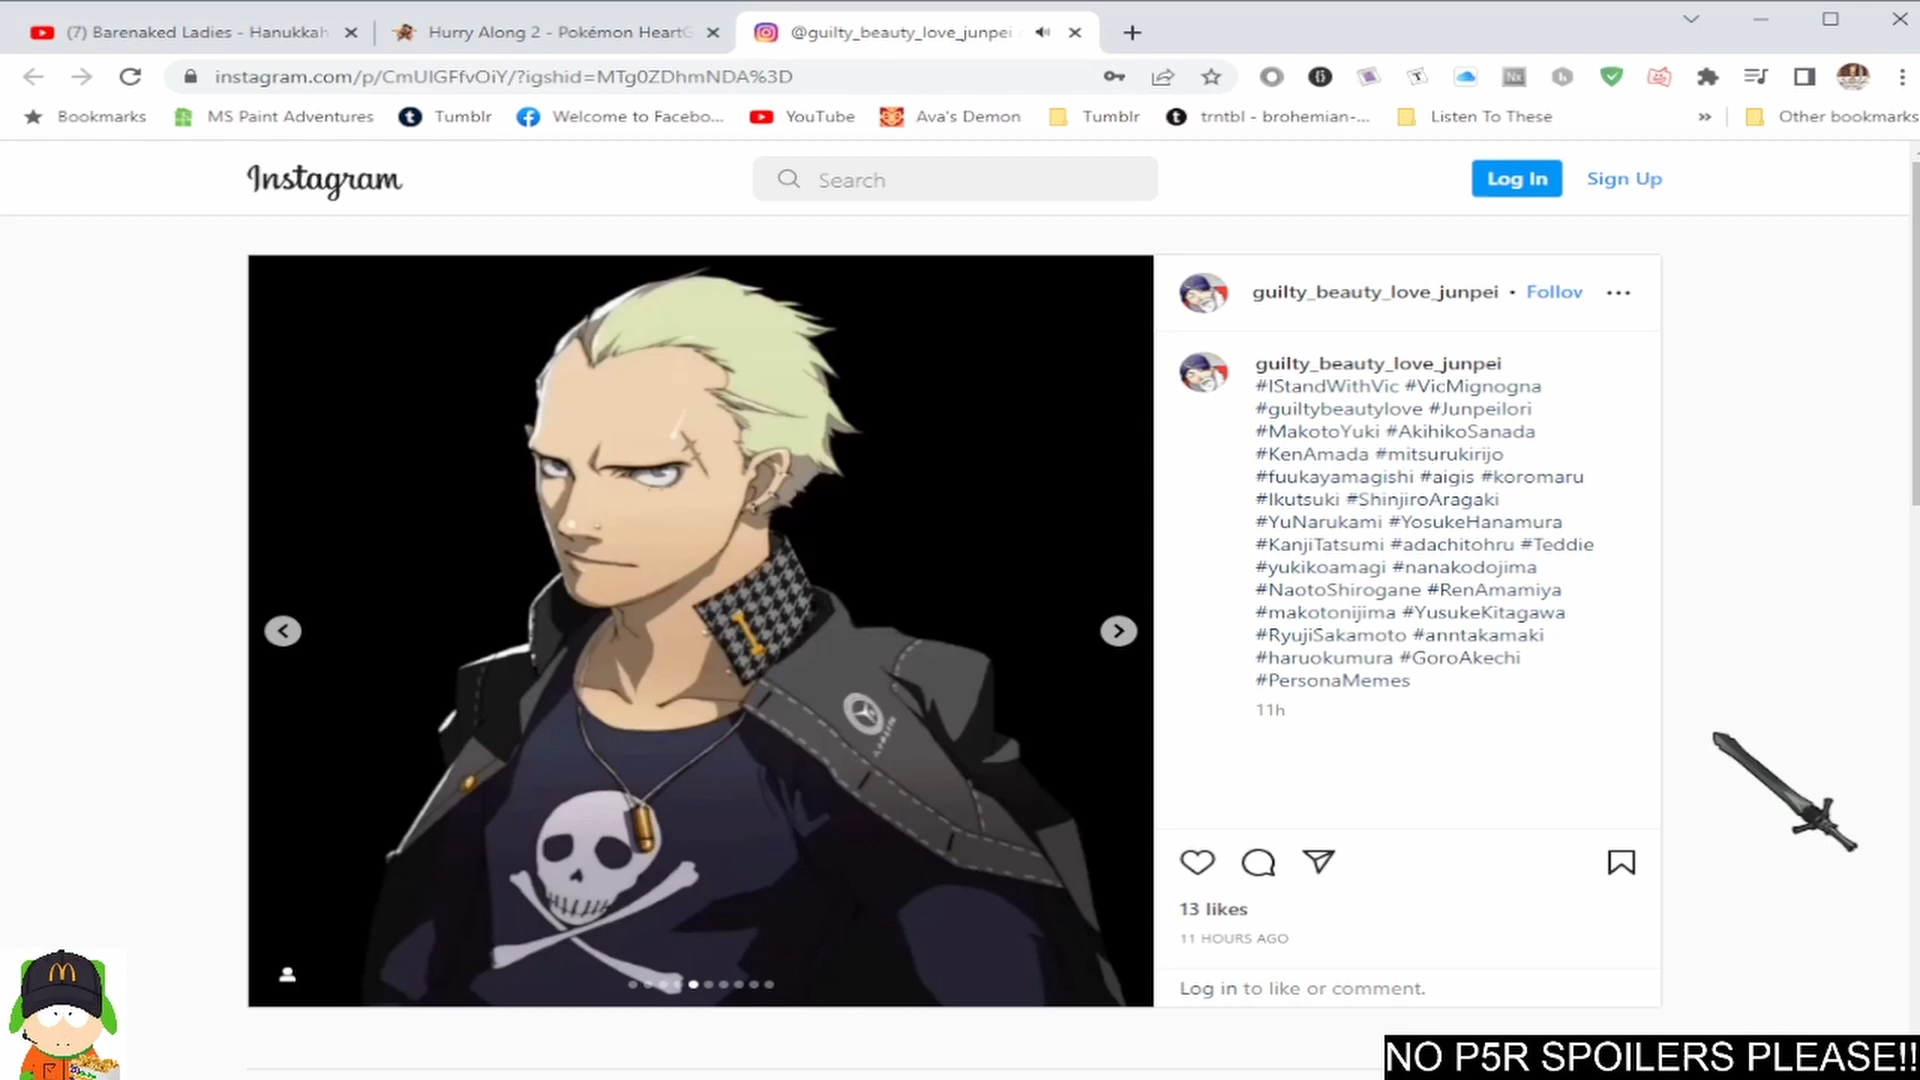 (7) Barenaked Ladies - Hanukkah
Hurry Along 2 - Pokémon HeartG
@guilty_beauty_love_junpei
instagram.com/p/CmUIGFfvOiY/?igshid=MTg0ZDhmNDA%3D
Bookmarks
MS Paint Adventures
Tumblr
Welcome to Facebo...
YouTube
Ava's Demon
Tumblr
trntbl - brohemian-...
Listen To These
»
Other bookmarks
Instagram
Search
Log In
Sign Up
guilty_beauty_love_junpei • Follov
guilty_beauty_love_junpei
#IStandWithVic #VicMignogna
#guiltybeautylove #JunpeiIori
#MakotoYuki #AkihikoSanada
#KenAmada #mitsurukirijo
#fuukayamagishi #aigis #koromaru
#Ikutsuki #ShinjiroAragaki
#YuNarukami #YosukeHanamura
#KanjiTatsumi #adachitohru #Teddie
#yukikoamagi #nanakodojima
#NaotoShirogane #RenAmamiya
#makotonijima #YusukeKitagawa
#RyujiSakamoto #anntakamaki
#haruokumura #GoroAkechi
#PersonaMemes
11h
13 likes
11 HOURS AGO
Log in to like or comment.
NO P5R SPOILERS PLEASE!!